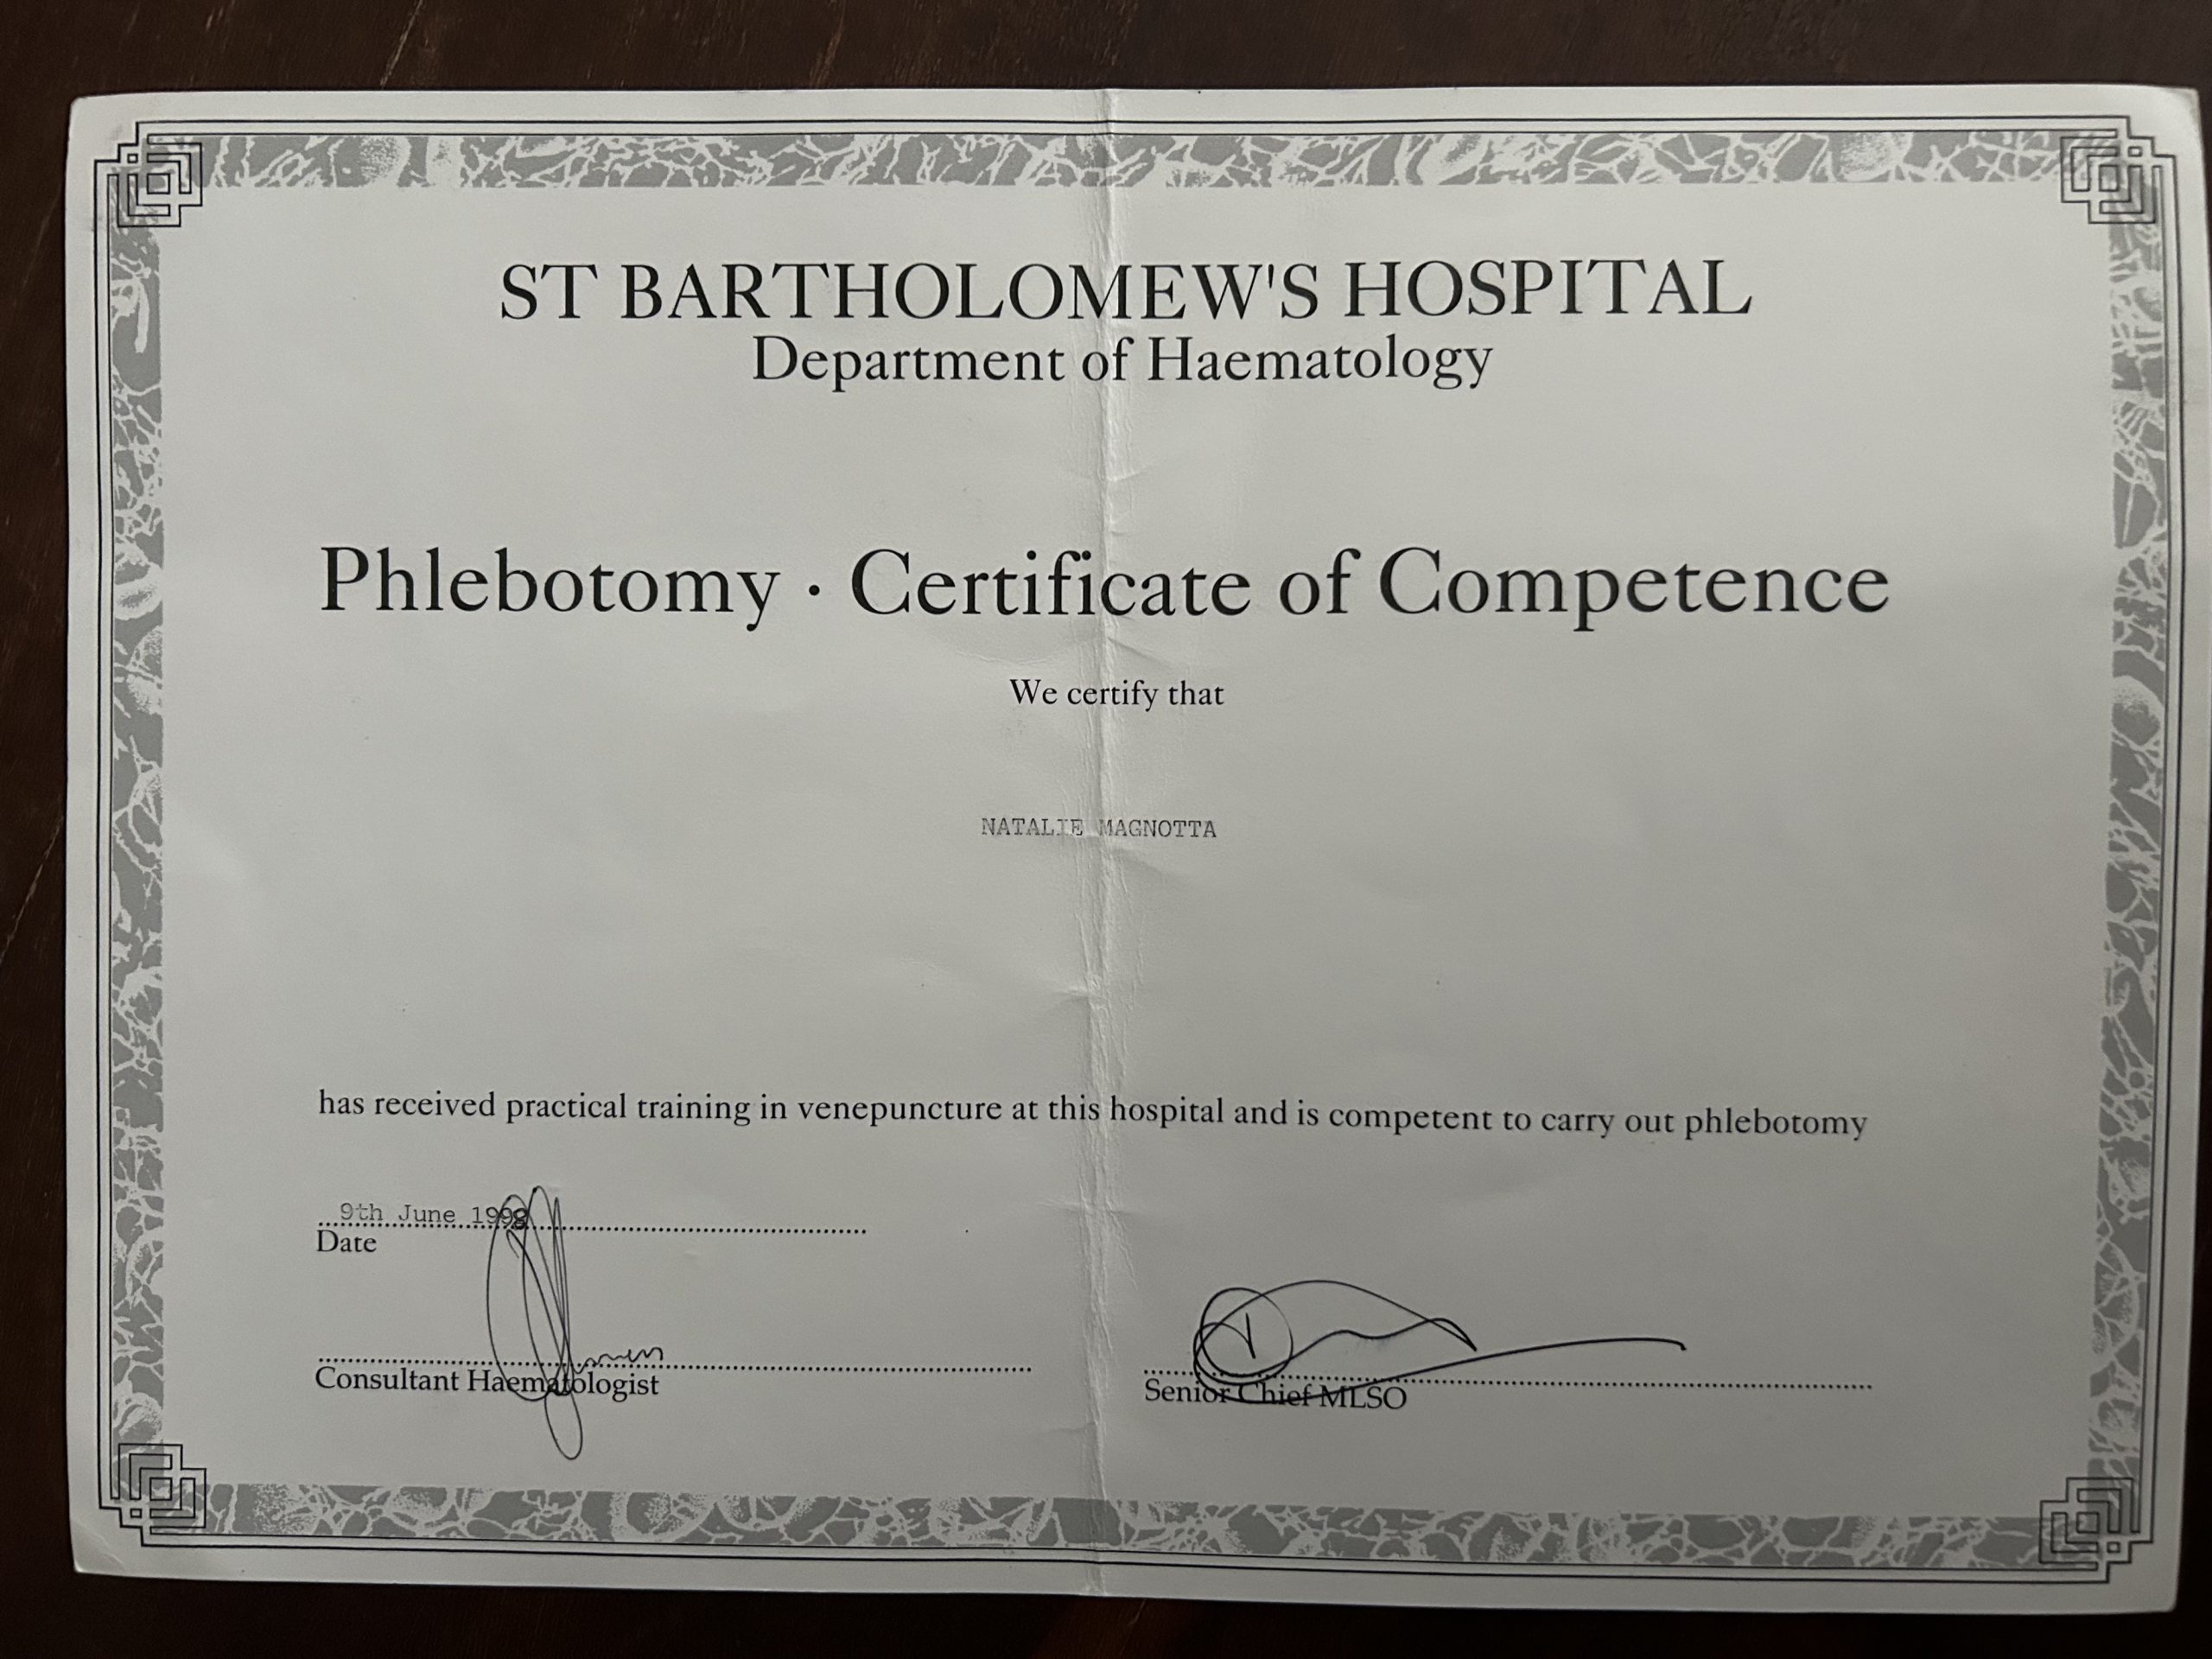 ST BARTHOLOMEW'S HOSPITAL
Department of Haematology
Phlebotomy · Certificate of Competence
We certify that
NATALIE MAGNOTTA
has received practical training in venepuncture at this hospital and is competent to carry out phlebotomy
9th June 1998
Date
Consultant Haematologist
Senior Chief MLSO